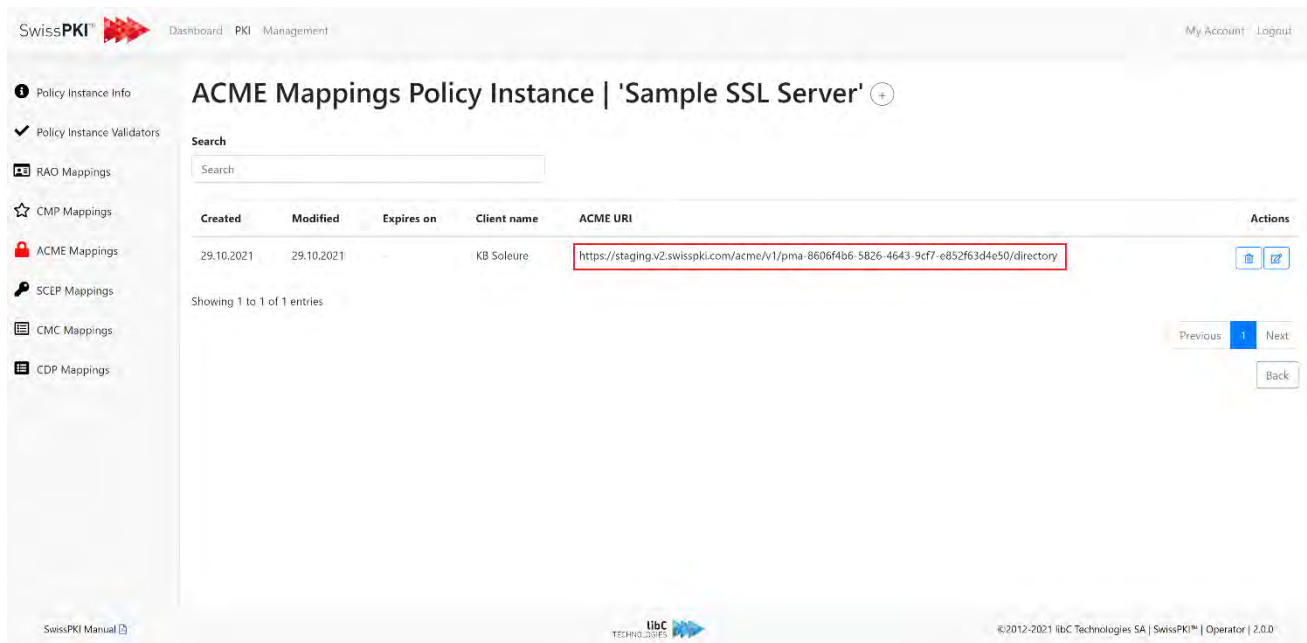 SwissPKI™ Dashboard PKI Management My Account Logout
Policy Instance Info
Policy Instance Validators
RAO Mappings
CMP Mappings
ACME Mappings
SCEP Mappings
CMC Mappings
CDP Mappings
ACME Mappings Policy Instance | 'Sample SSL Server'
Search
Search
Created Modified Expires on Client name ACME URI Actions
29.10.2021 29.10.2021 - KB Soleure https://staging.v2.swisspki.com/acme/v1/pma-8606f4b6-5826-4643-9cf7-e852f63d4e50/directory
Showing 1 to 1 of 1 entries
Previous 1 Next
Back
SwissPKI Manual libC TECHNOLOGIES ©2012-2021 libC Technologies SA | SwissPKI™ | Operator | 2.0.0